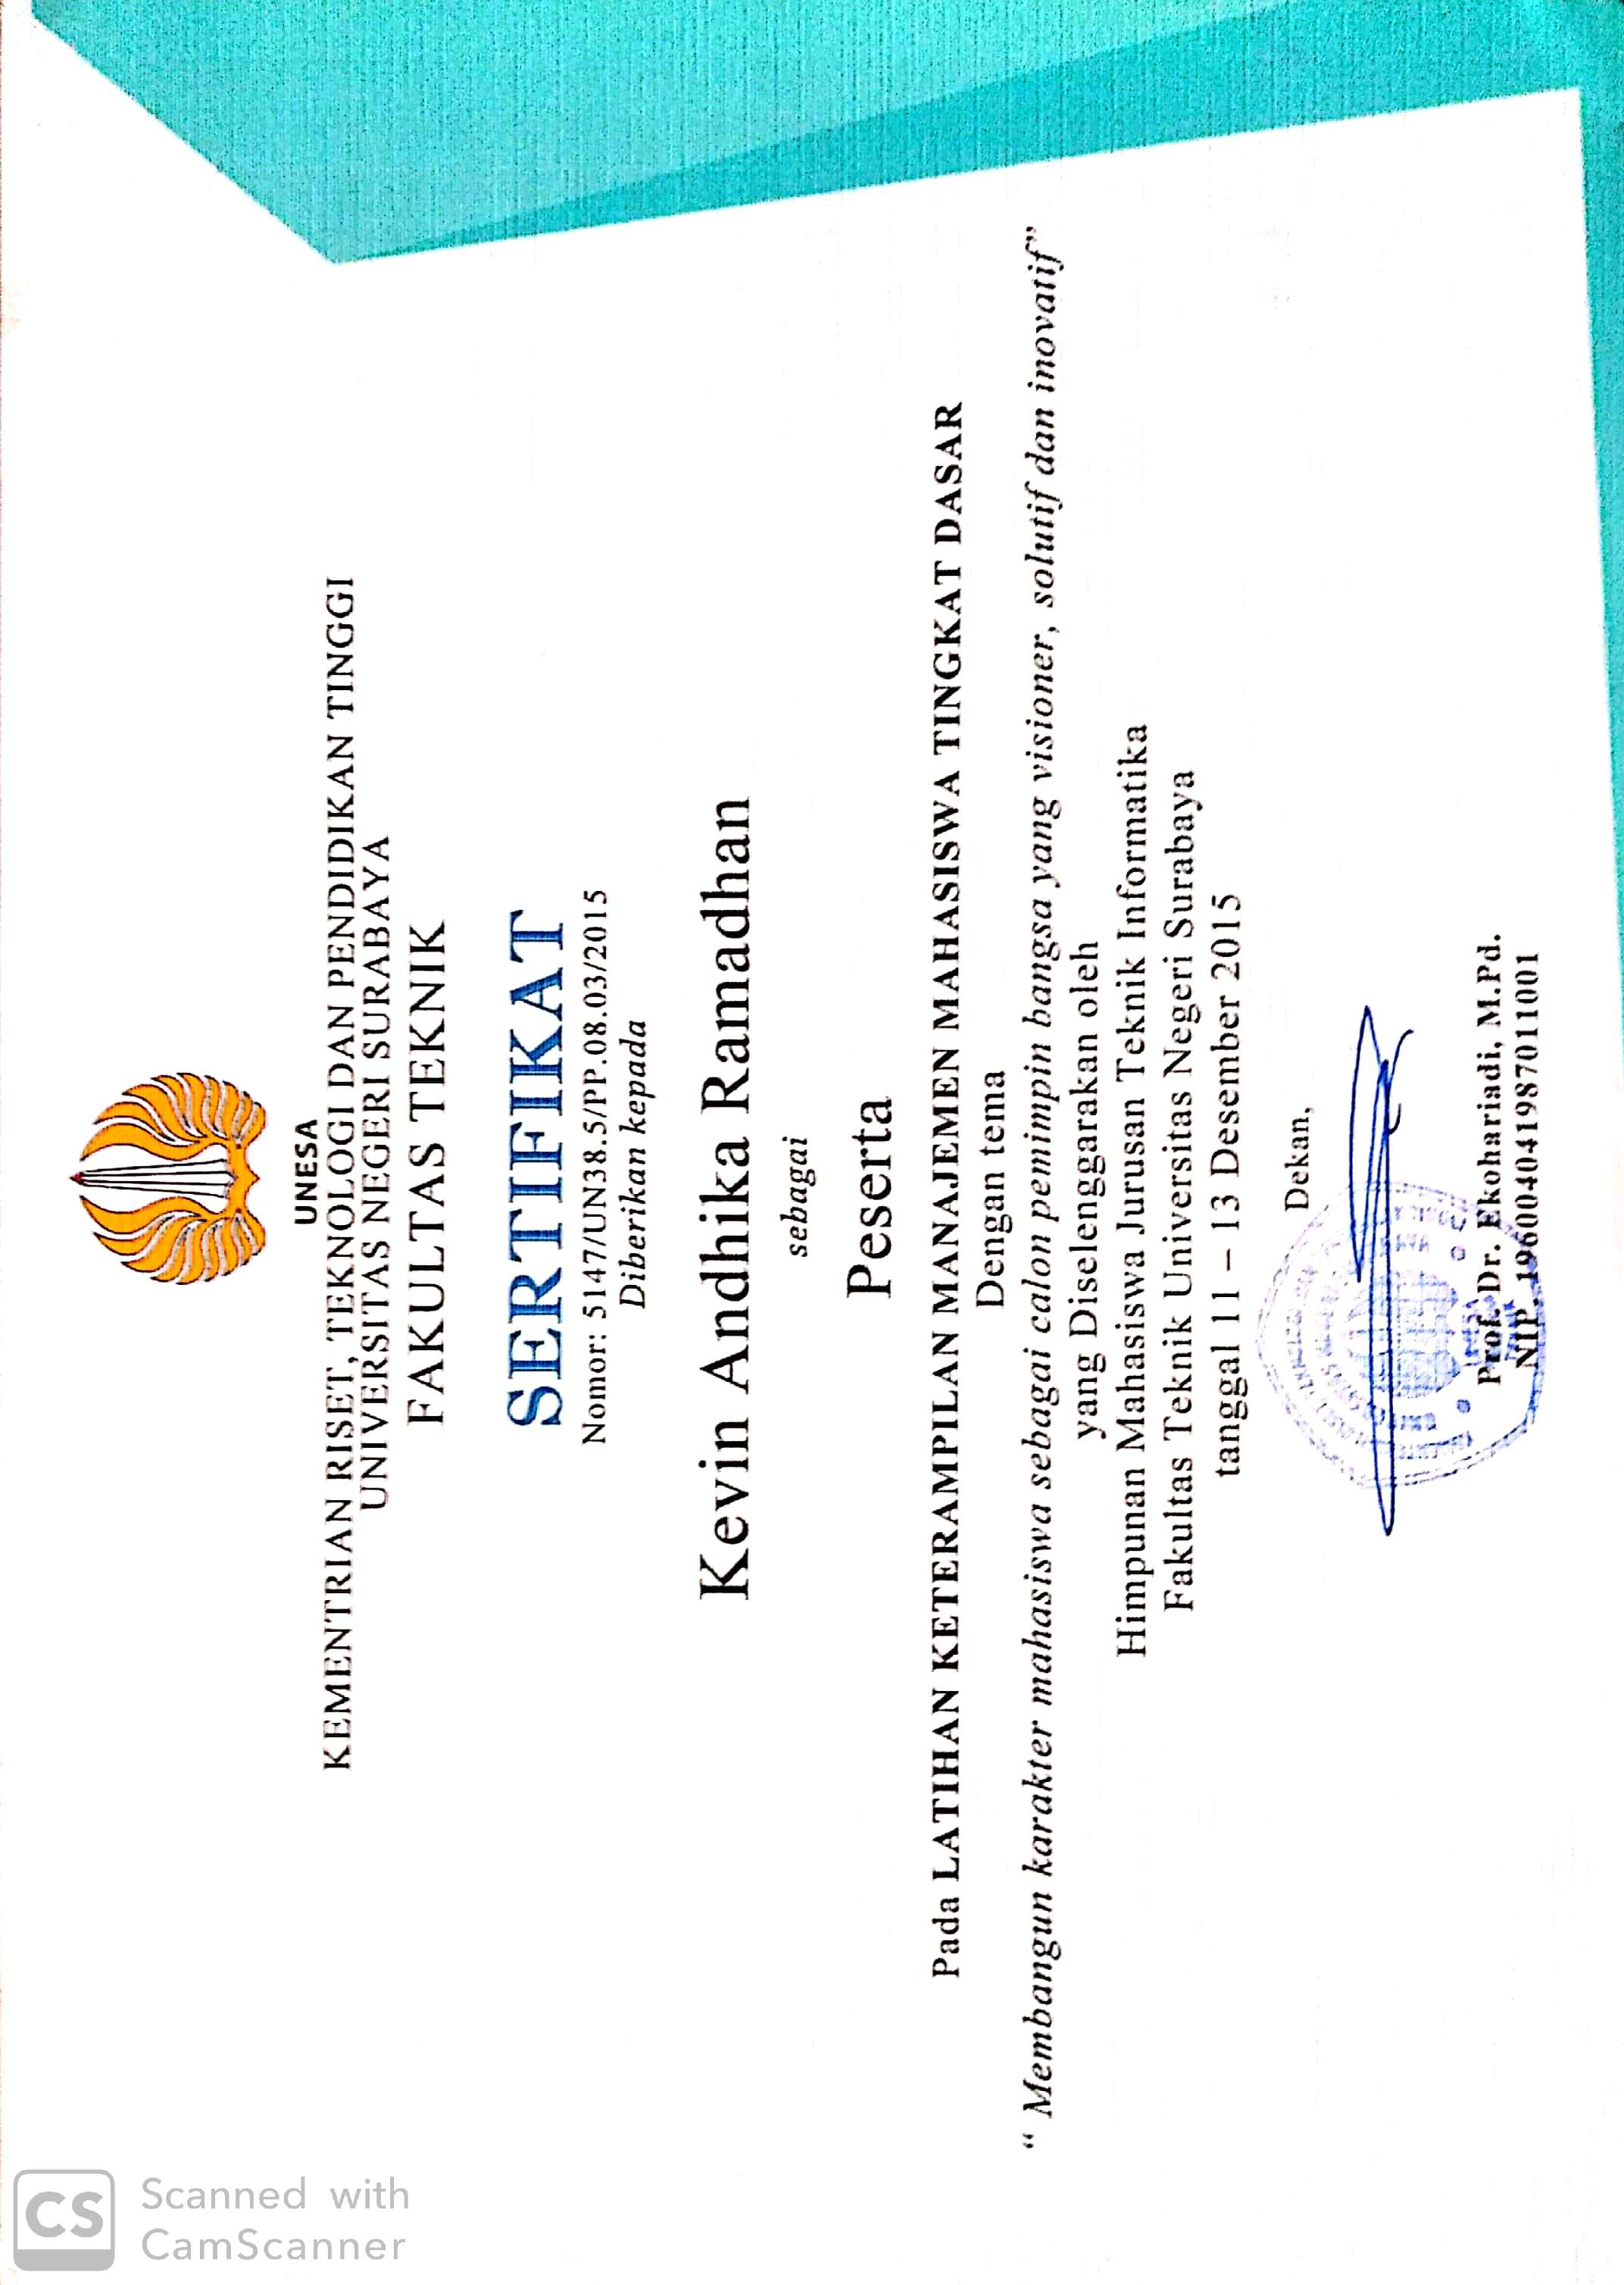 CS
Scanned with
CamScanner
UNESA
KEMENTRIAN RISET, TEKNOLOGI DAN PENDIDIKAN TINGGI
UNIVERSITAS NEGERI SURABAYA
FAKULTAS TEKNIK
SERTIFIKAT
Nomor: 5147/UN38.5/PP.08.03/2015
Diberikan kepada
Kevin Andhika Ramadhan
sebagai
Peserta
Pada LATIHAN KETERAMPILAN MANAJEMEN MAHASISWA TINGKAT DASAR
Dengan tema
“ Membangun karakter mahasiswa sebagai calon pemimpin bangsa yang visioner, solutif dan inovatif”
yang Diselenggarakan oleh
Himpunan Mahasiswa Jurusan Teknik Informatika
Fakultas Teknik Universitas Negeri Surabaya
tanggal 11 – 13 Desember 2015
Dekan,
UNESA
Prof. Dr. Ekohariadi, M.Pd.
NIP. 196004041987011001